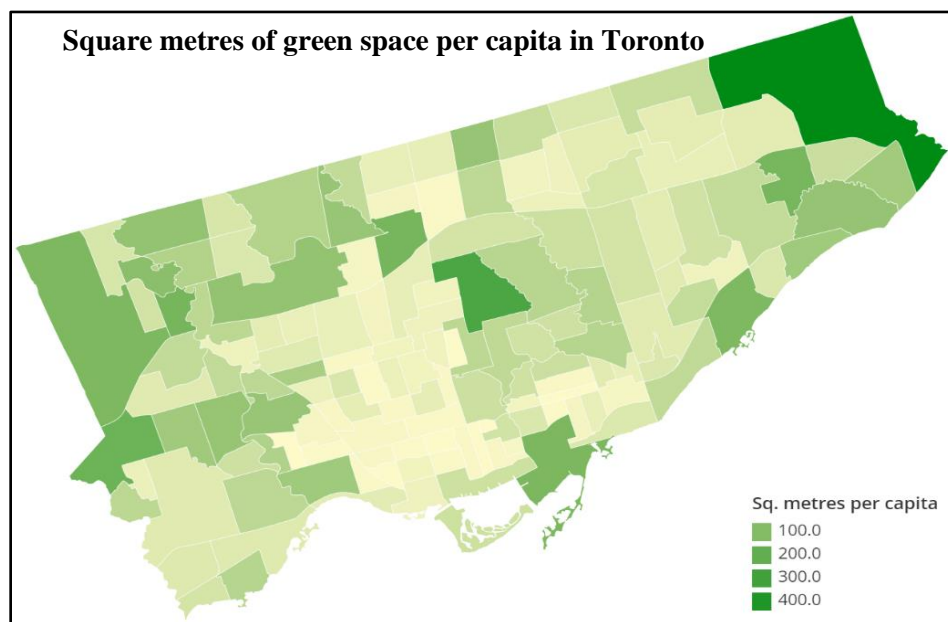 Square metres of green space per capita in Toronto
Sq. metres per capita
100.0
200.0
300.0
400.0